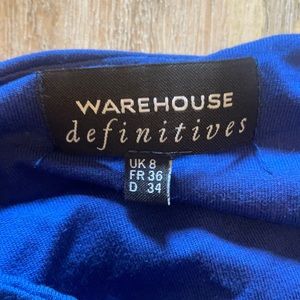 WAREHOUSE
definitives
UK 8
FR 36
D 34